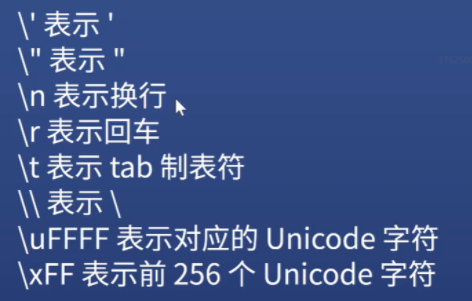 \' 表示 '
\" 表示 "
\n 表示换行
\r 表示回车
\t 表示 tab 制表符
\\ 表示 \
\uFFFF 表示对应的 Unicode 字符
\xFF 表示前 256 个 Unicode 字符